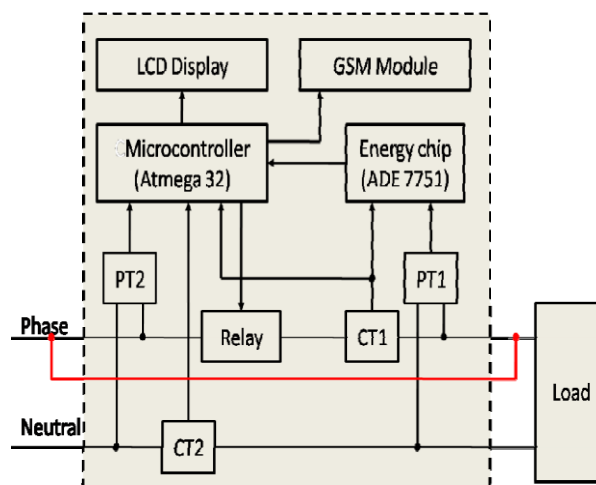 LCD Display
GSM Module
Microcontroller
(Atmega 32)
Energy chip
(ADE 7751)
PT2
PT1
Phase
Relay
CT1
Load
Neutral
CT2